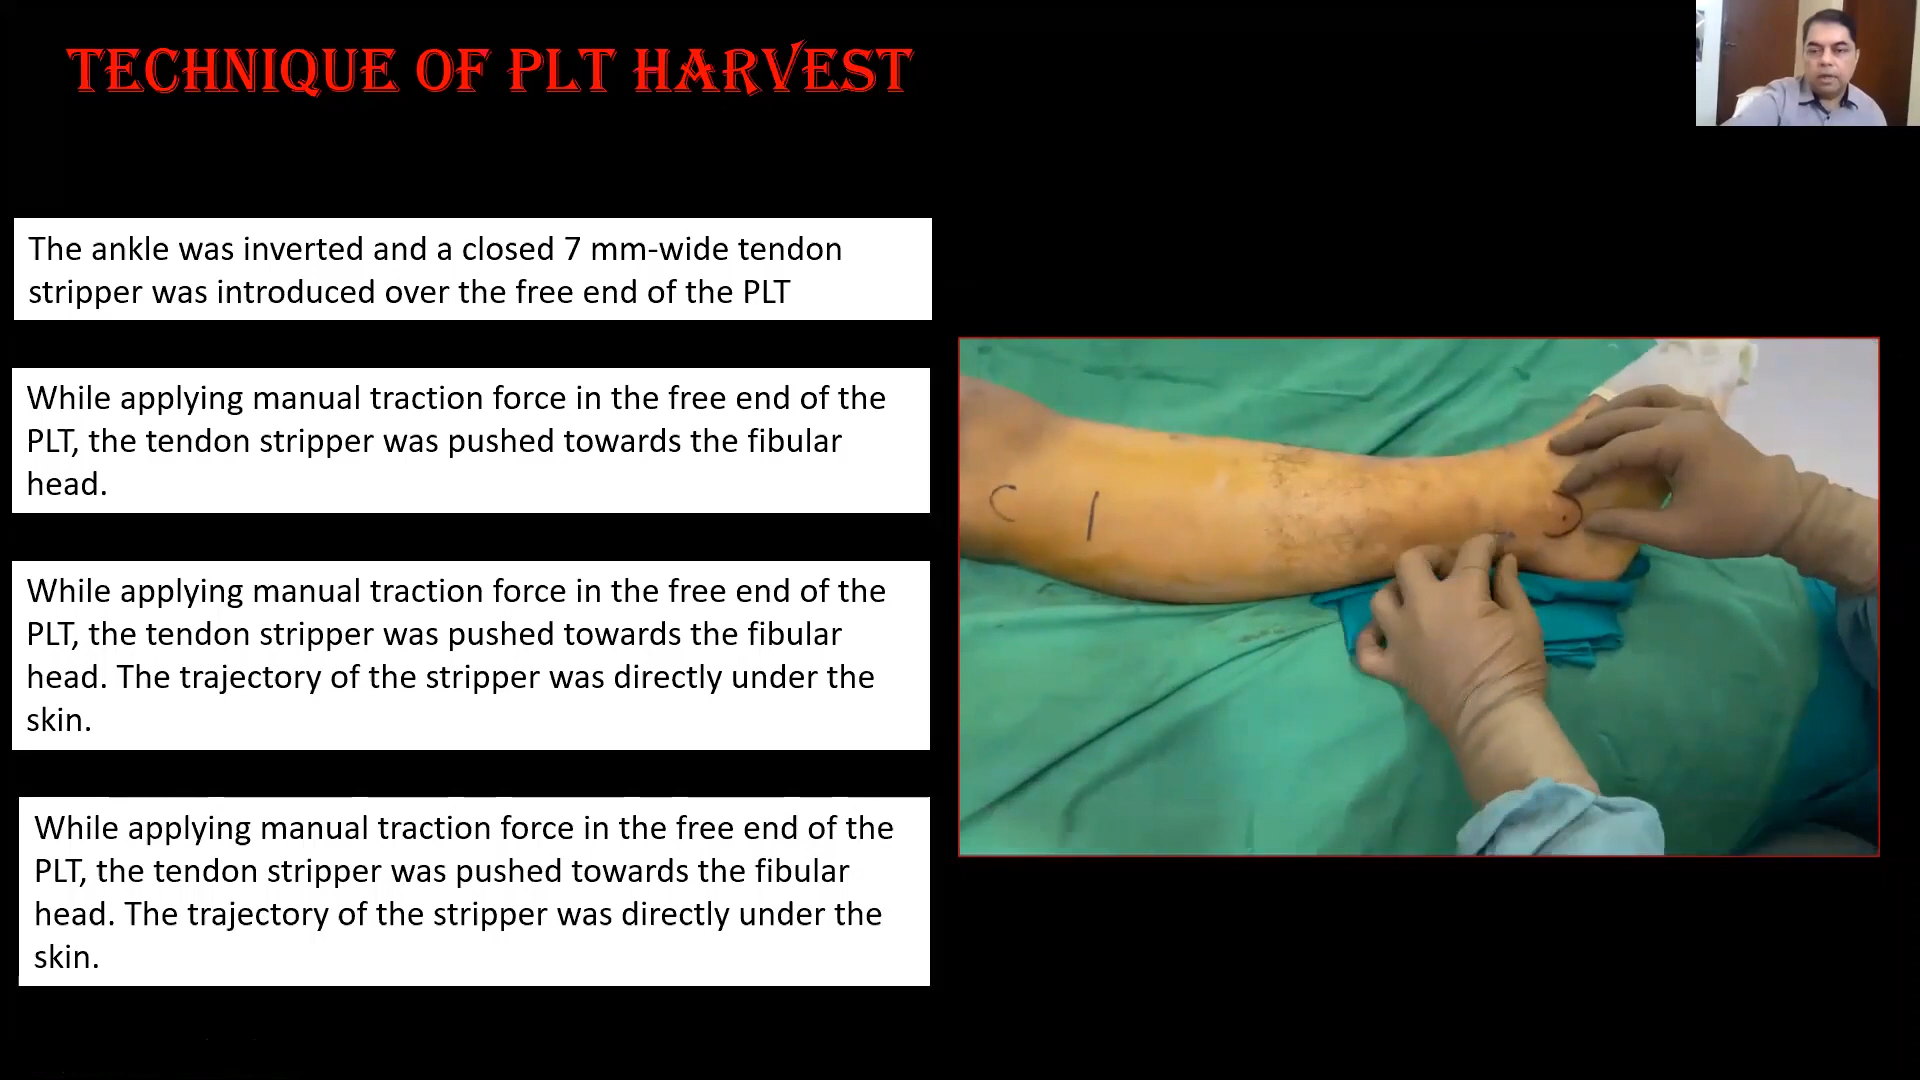 TECHNIQUE OF PLT HARVEST
The ankle was inverted and a closed 7 mm-wide tendon
stripper was introduced over the free end of the PLT
While applying manual traction force in the free end of the
PLT, the tendon stripper was pushed towards the fibular
head.
While applying manual traction force in the free end of the
PLT, the tendon stripper was pushed towards the fibular
head. The trajectory of the stripper was directly under the
skin.
While applying manual traction force in the free end of the
PLT, the tendon stripper was pushed towards the fibular
head. The trajectory of the stripper was directly under the
skin.